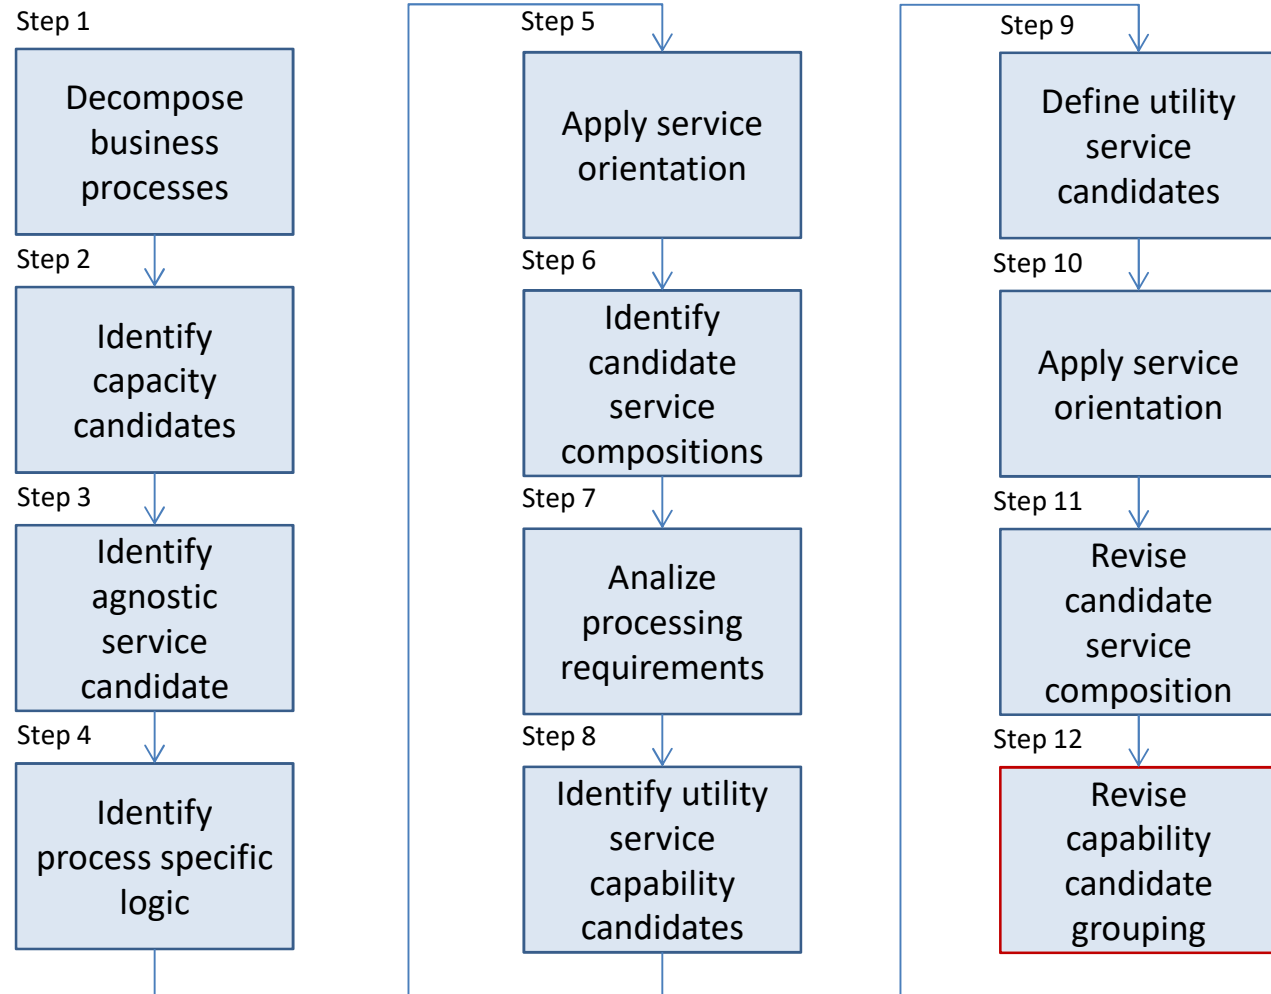 Step 1
Decompose
business
processes
Step 2
Identify
capacity
candidates
Step 3
Identify
agnostic
service
candidate
Step 4
Identify
process specific
logic
Step 5
Apply service
orientation
Step 6
Identify
candidate
service
compositions
Step 7
Analize
processing
requirements
Step 8
Identify utility
service
capability
candidates
Step 9
Define utility
service
candidates
Step 10
Apply service
orientation
Step 11
Revise
candidate
service
composition
Step 12
Revise
capability
candidate
grouping